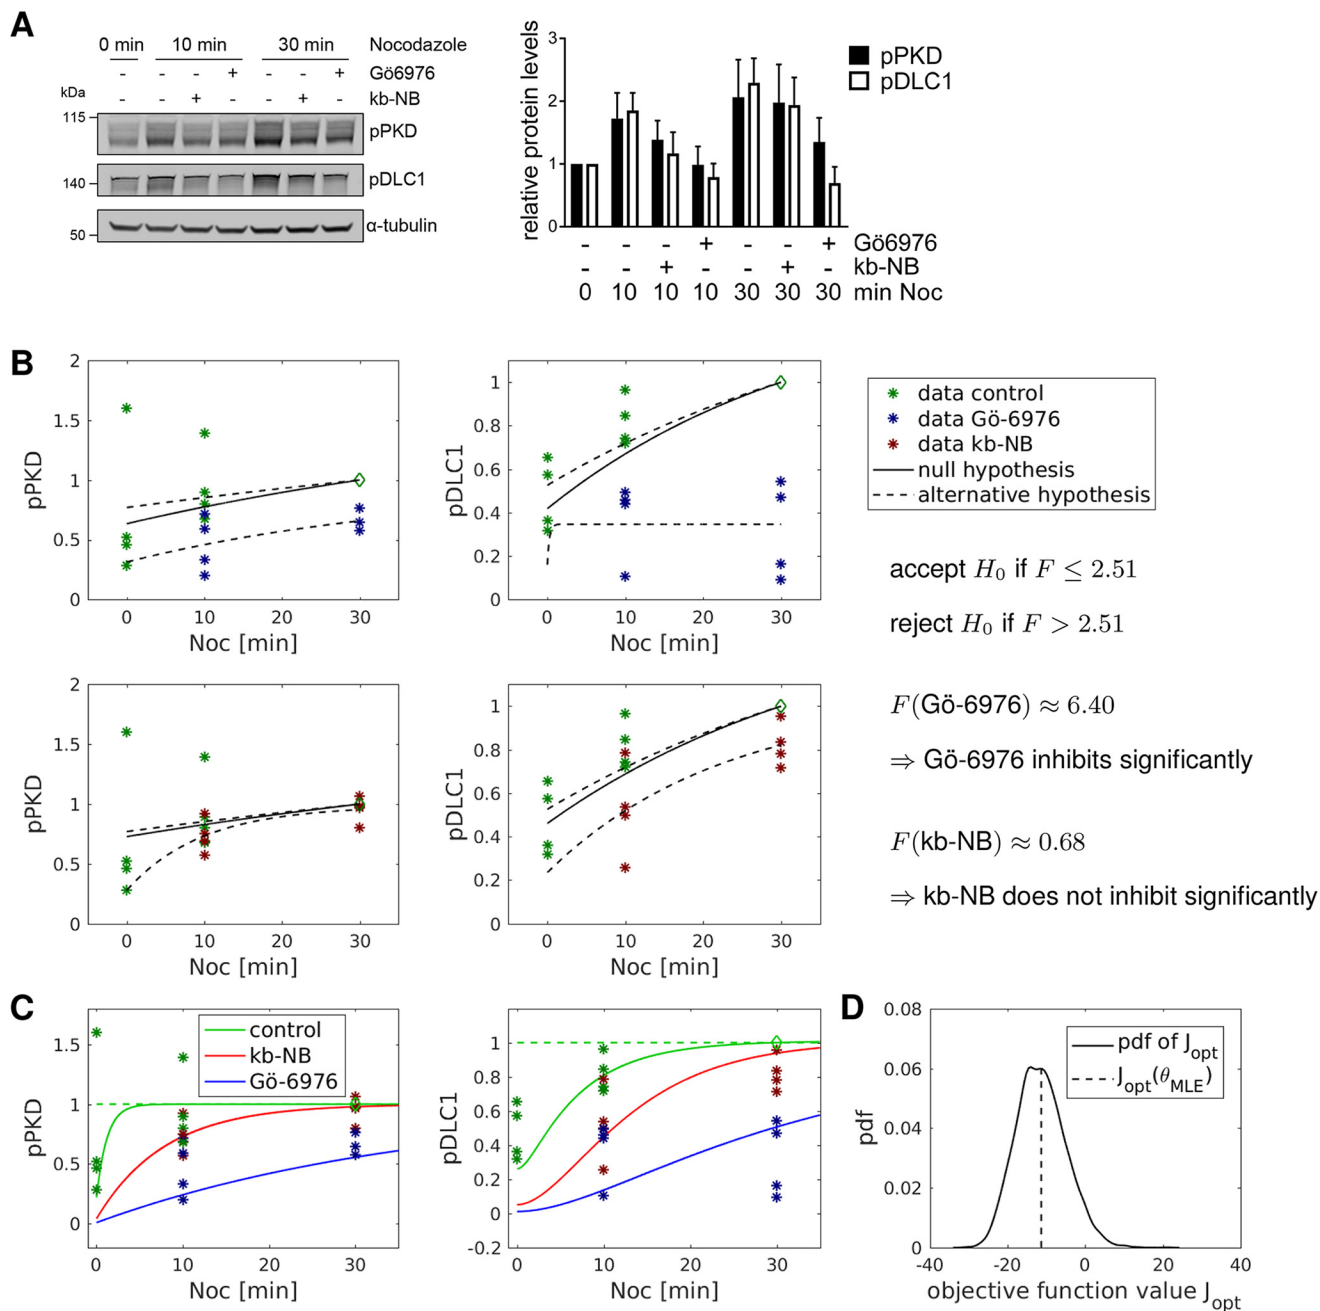 A
0 min 10 min 30 min Nocodazole
- - - + - - + Gö6976
kDa - - + - - + - kb-NB
115 pPKD
140 pDLC1
50 α-tubulin
relative protein levels
3
2
1
0
pPKD
pDLC1
- - - + - - + Gö6976
- - + - - + - kb-NB
0 10 10 10 30 30 30 min Noc
B
pPKD
2
1.5
1
0.5
0
0 10 20 30
Noc [min]
pDLC1
1
0.8
0.6
0.4
0.2
0
0 10 20 30
Noc [min]
data control
data Gö-6976
data kb-NB
null hypothesis
alternative hypothesis
accept H₀ if F ≤ 2.51
reject H₀ if F > 2.51
pPKD
2
1.5
1
0.5
0
0 10 20 30
Noc [min]
pDLC1
1
0.8
0.6
0.4
0.2
0
0 10 20 30
Noc [min]
F(Gö-6976) ≈ 6.40
⇒ Gö-6976 inhibits significantly
F(kb-NB) ≈ 0.68
⇒ kb-NB does not inhibit significantly
C
pPKD
1.5
1
0.5
0
0 10 20 30
Noc [min]
control
kb-NB
Gö-6976
pDLC1
1
0.8
0.6
0.4
0.2
0
-0.2
0 10 20 30
Noc [min]
D
pdf
0.08
0.06
0.04
0.02
0
-40 -20 0 20 40
objective function value J_opt
pdf of J_opt
J_opt(θ_MLE)